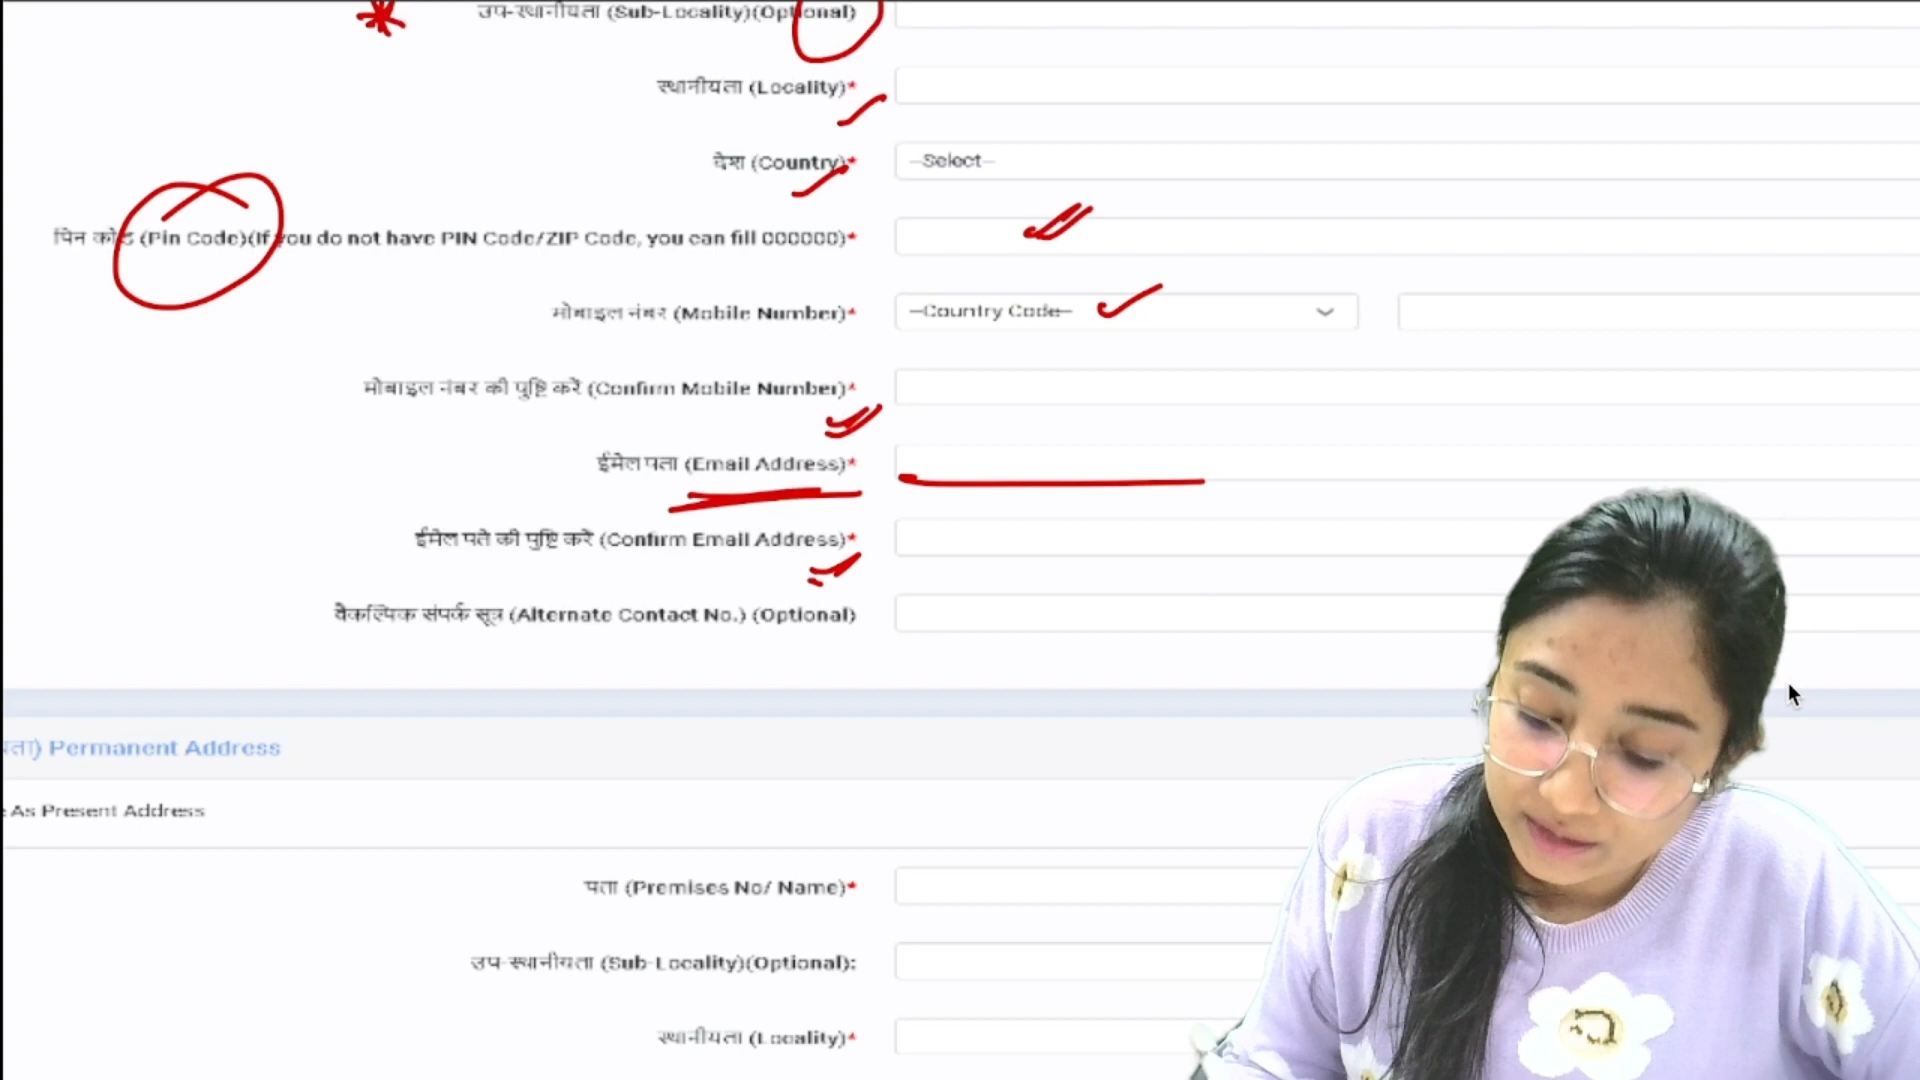 उप-स्थानीयता (Sub-Locality)(Optional)
स्थानीयता (Locality)*
देश (Country)*
--Select--
पिन कोड (Pin Code)(If you do not have PIN Code/ZIP Code, you can fill 000000)*
मोबाइल नंबर (Mobile Number)*
--Country Code--
मोबाइल नंबर की पुष्टि करें (Confirm Mobile Number)*
ईमेल पता (Email Address)*
ईमेल पते की पुष्टि करें (Confirm Email Address)*
वैकल्पिक संपर्क सूत्र (Alternate Contact No.) (Optional)
पता) Permanent Address
As Present Address
पता (Premises No/ Name)*
उप-स्थानीयता (Sub-Locality)(Optional):
स्थानीयता (Locality)*